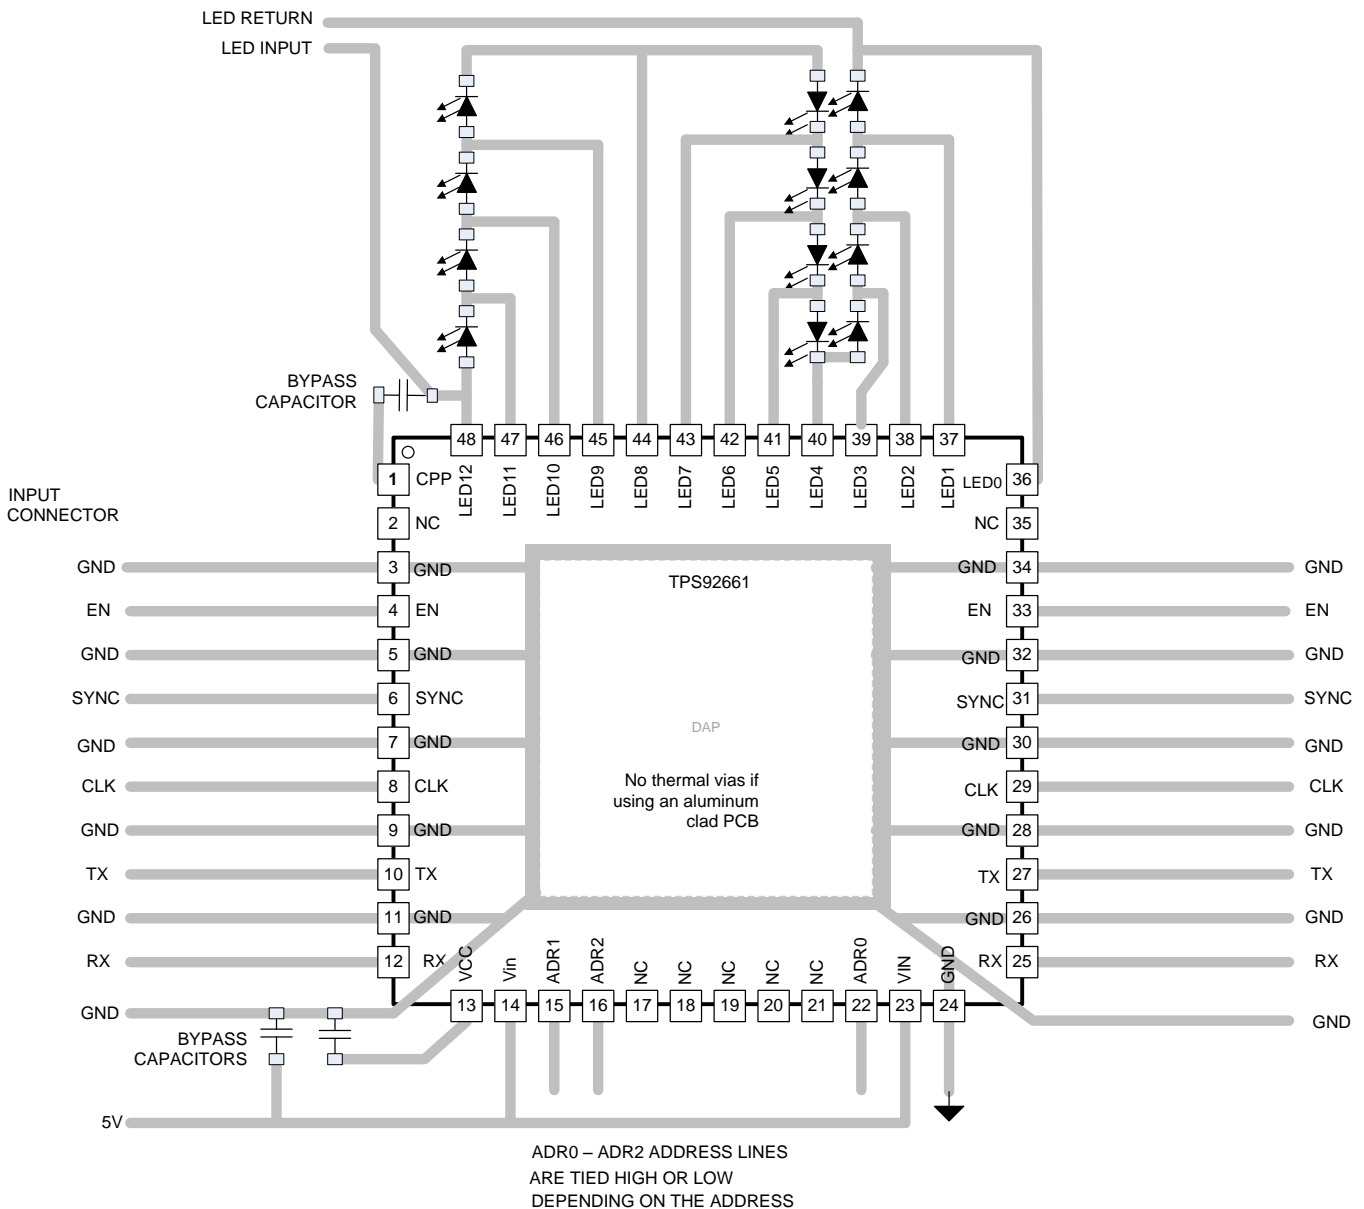 LED RETURN
LED INPUT
BYPASS
CAPACITOR
48 47 46 45 44 43 42 41 40 39 38 37
LED12 LED11 LED10 LED9 LED8 LED7 LED6 LED5 LED4 LED3 LED2 LED1
1 CPP LED0 36
INPUT
CONNECTOR
2 NC NC 35
GND 3 GND GND 34 GND
TPS92661
EN 4 EN EN 33 EN
GND 5 GND GND 32 GND
SYNC 6 SYNC SYNC 31 SYNC
DAP
GND 7 GND GND 30 GND
No thermal vias if
using an aluminum
clad PCB
CLK 8 CLK CLK 29 CLK
GND 9 GND GND 28 GND
TX 10 TX TX 27 TX
GND 11 GND GND 26 GND
RX 12 RX RX 25 RX
VCC Vin ADR1 ADR2 NC NC NC NC NC ADR0 VIN GND
13 14 15 16 17 18 19 20 21 22 23 24
GND GND
BYPASS
CAPACITORS
5V
ADR0 – ADR2 ADDRESS LINES
ARE TIED HIGH OR LOW
DEPENDING ON THE ADDRESS